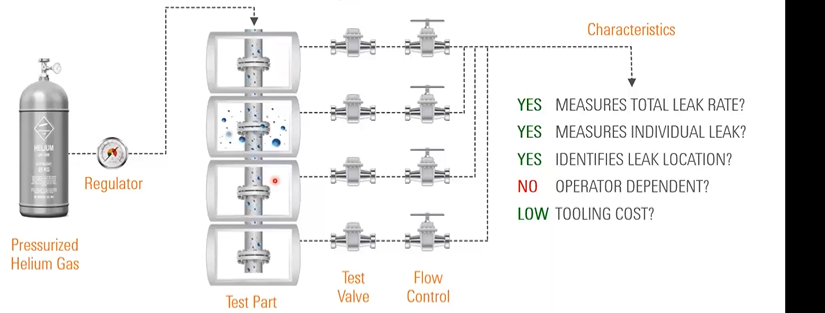 Characteristics
YES MEASURES TOTAL LEAK RATE?
YES MEASURES INDIVIDUAL LEAK?
YES IDENTIFIES LEAK LOCATION?
NO OPERATOR DEPENDENT?
LOW TOOLING COST?
HELIUM
Regulator
Pressurized
Helium Gas
Test Part
Test
Valve
Flow
Control